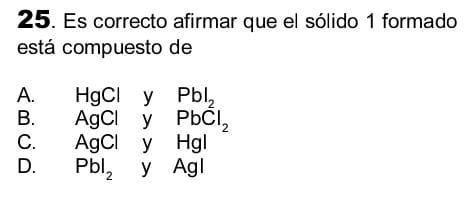 25. Es correcto afirmar que el sólido 1 formado
está compuesto de
A. HgCl y PbI₂
B. AgCl y PbCl₂
C. AgCl y HgI
D. PbI₂ y AgI